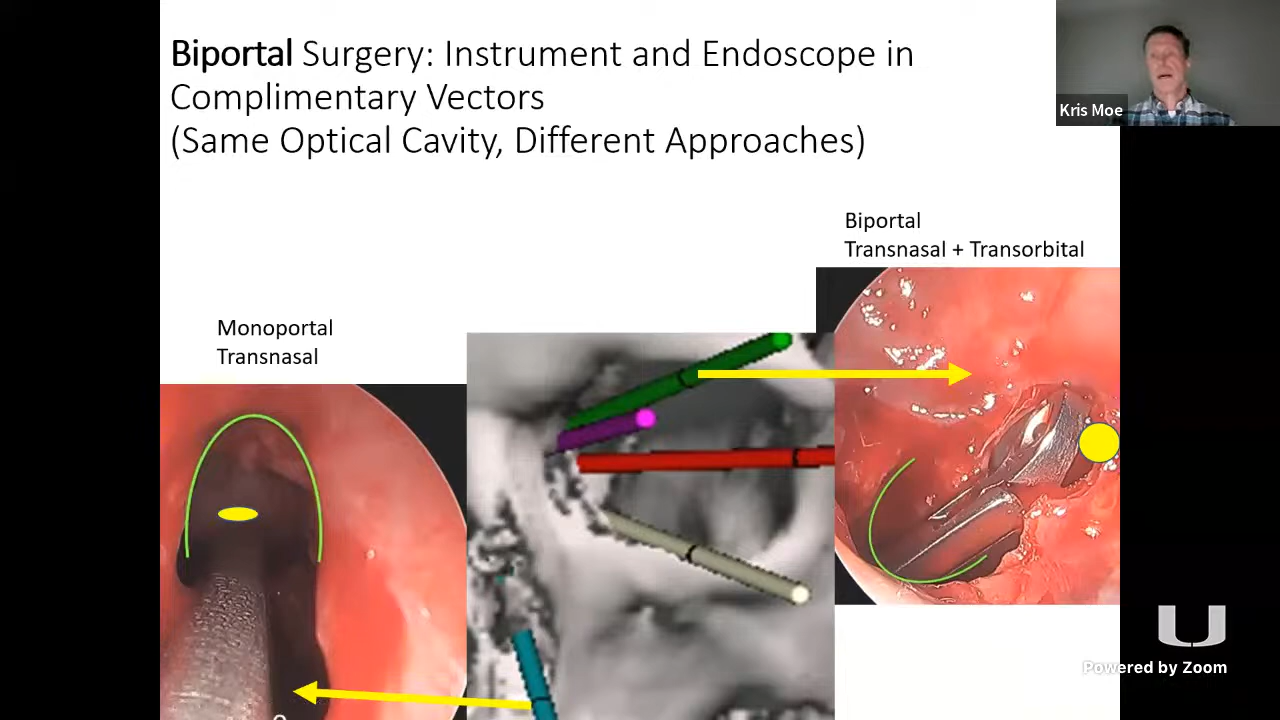 Biportal Surgery: Instrument and Endoscope in
Complimentary Vectors
(Same Optical Cavity, Different Approaches)
Kris Moe
Biportal
Transnasal + Transorbital
Monoportal
Transnasal
U
Powered by Zoom